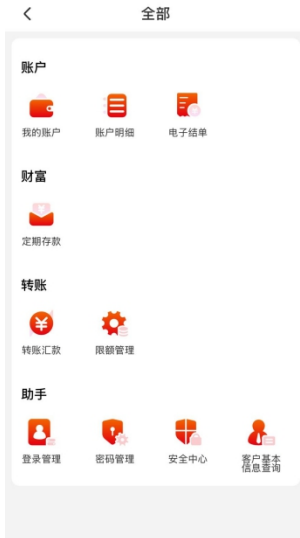 全部
账户
我的账户 账户明细 电子结单
财富
定期存款
转账
转账汇款 限额管理
助手
登录管理 密码管理 安全中心 客户基本
信息查询